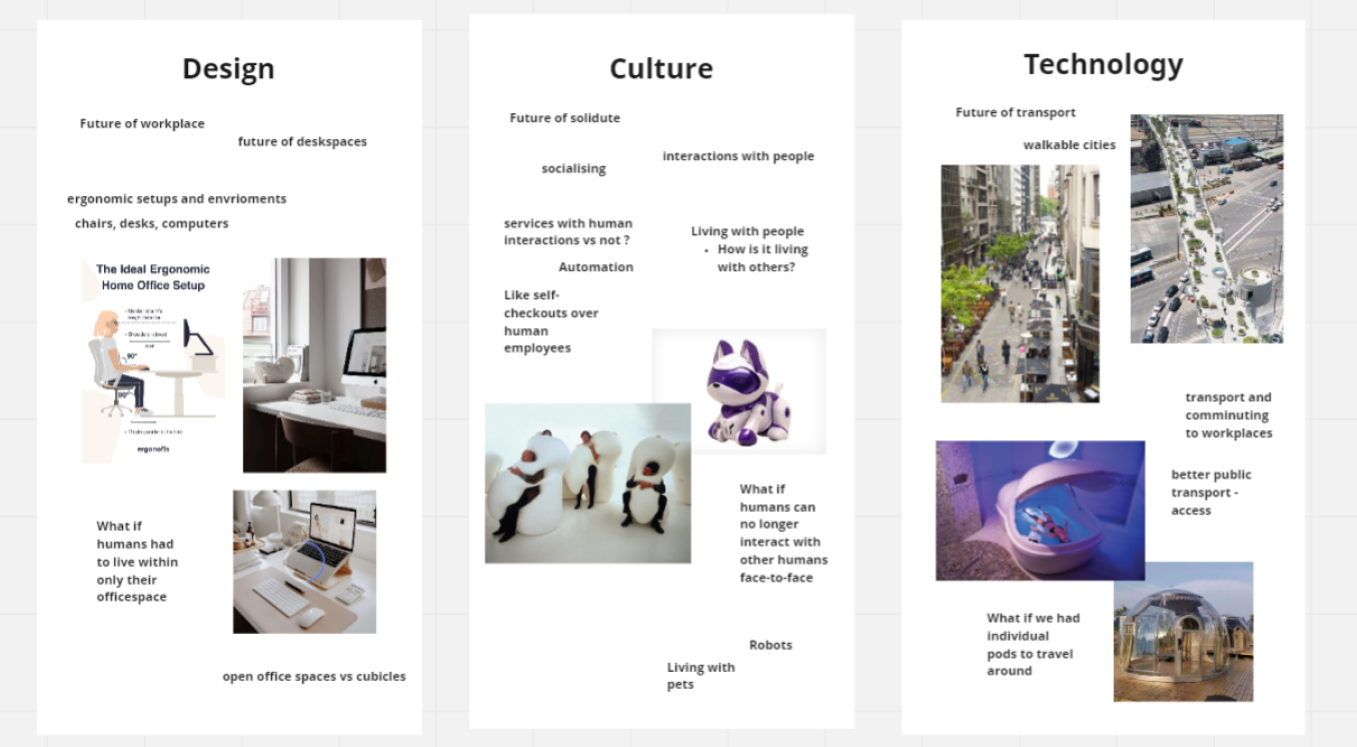 Design
Future of workplace
future of deskspaces
ergonomic setups and envrioments
chairs, desks, computers
The Ideal Ergonomic
Home Office Setup
90°
90°
ergonofis
What if
humans had
to live within
only their
officespace
open office spaces vs cubicles
Culture
Future of solidute
interactions with people
socialising
services with human
interactions vs not ?
Automation
Like self-
checkouts over
human
employees
Living with people
• How is it living
with others?
What if
humans can
no longer
interact with
other humans
face-to-face
Robots
Living with
pets
Technology
Future of transport
walkable cities
transport and
comminuting
to workplaces
better public
transport -
access
What if we had
individual
pods to travel
around